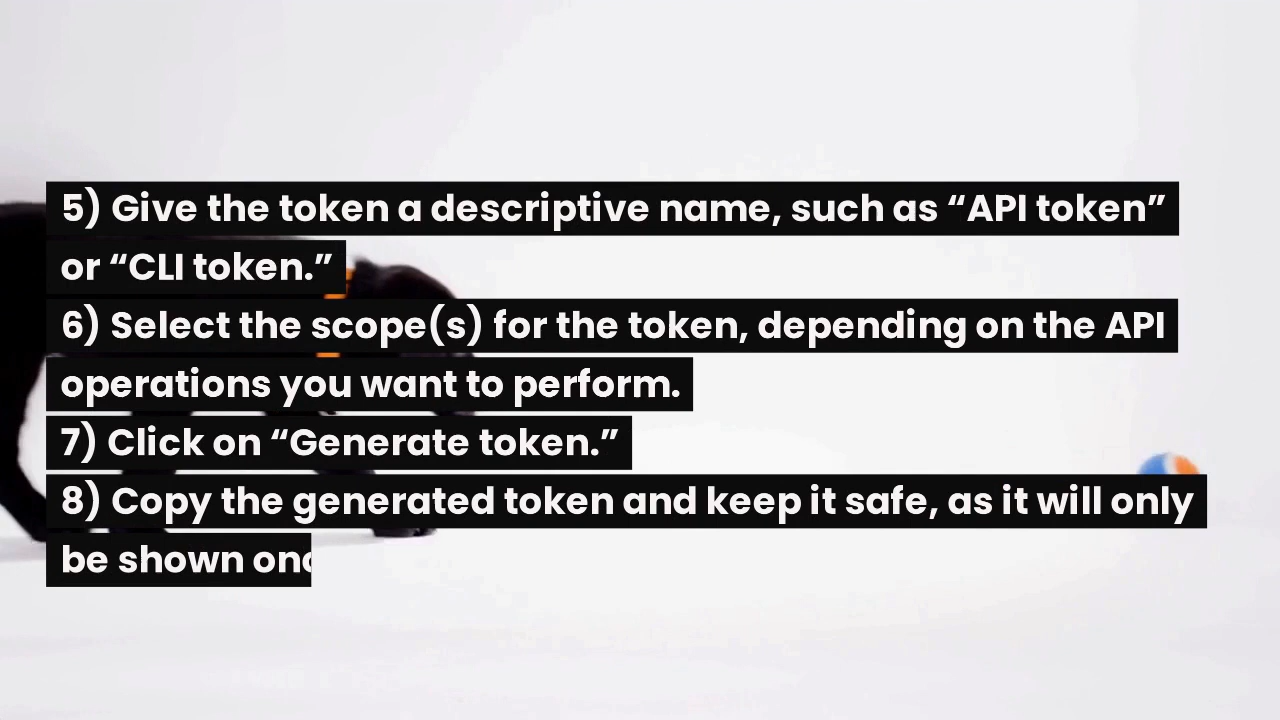 5) Give the token a descriptive name, such as “API token”
or “CLI token.”
6) Select the scope(s) for the token, depending on the API
operations you want to perform.
7) Click on “Generate token.”
8) Copy the generated token and keep it safe, as it will only
be shown